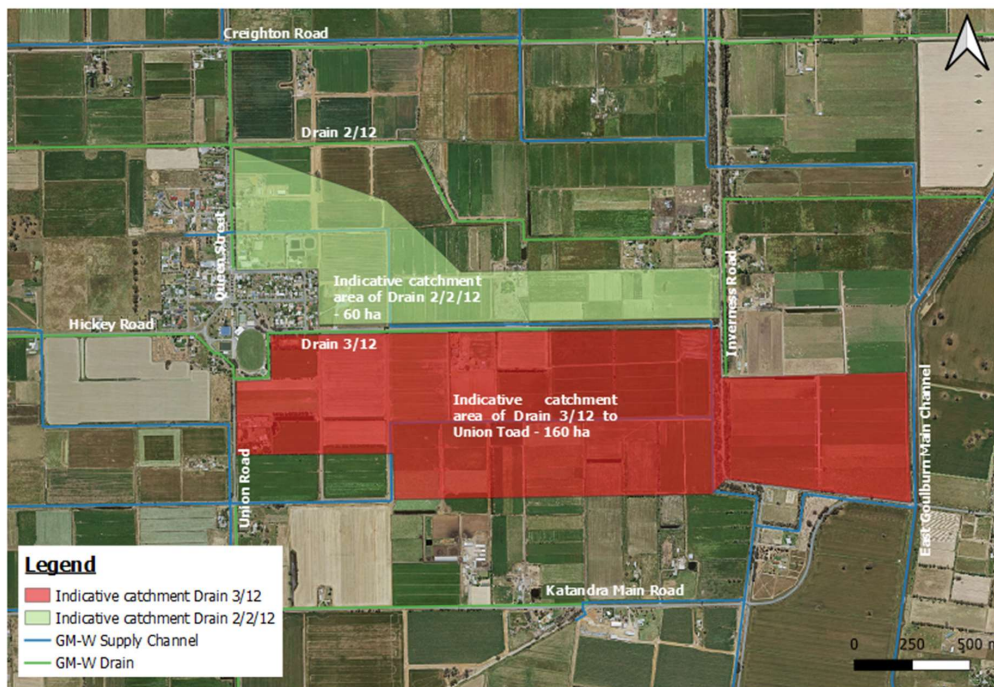 Creighton Road
Drain 2/12
Queen Street
Indicative catchment
area of Drain 2/2/12
- 60 ha
Inverness Road
Hickey Road
Drain 3/12
Indicative catchment
area of Drain 3/12 to
Union Toad - 160 ha
Union Road
East Goulburn Main Channel
Legend
Indicative catchment Drain 3/12
Indicative catchment Drain 2/2/12
GM-W Supply Channel
GM-W Drain
Katandra Main Road
0 250 500 m